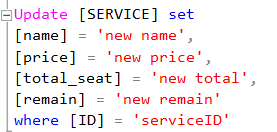 Update [SERVICE] set
[name] = 'new name',
[price] = 'new price',
[total_seat] = 'new total',
[remain] = 'new remain'
where [ID] = 'serviceID'